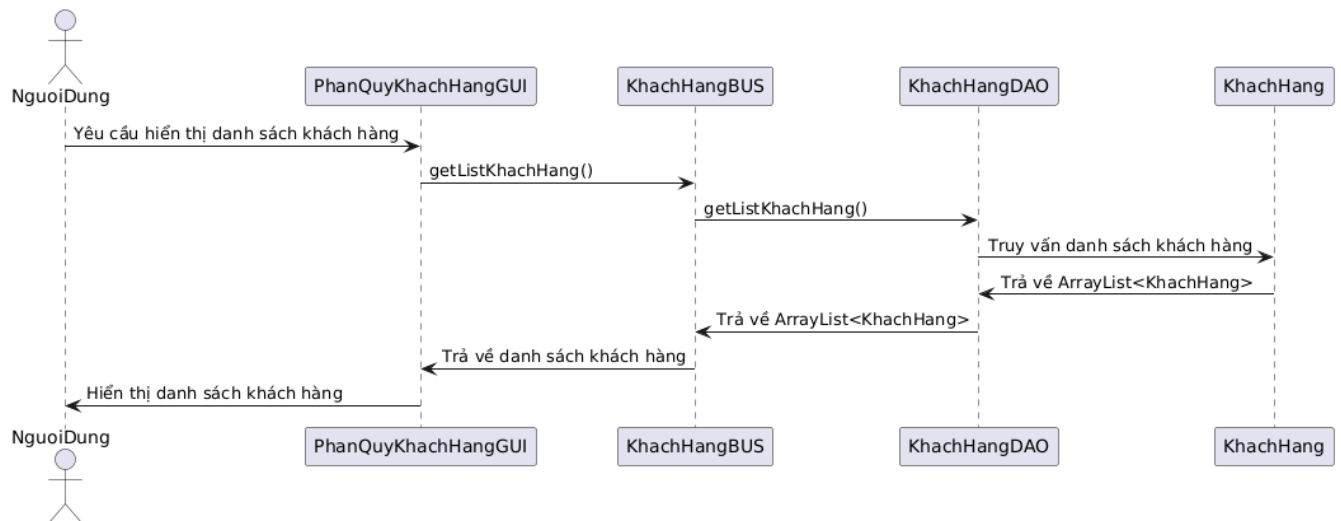 NguoiDung
PhanQuyKhachHangGUI
KhachHangBUS
KhachHangDAO
KhachHang
Yêu cầu hiển thị danh sách khách hàng
getListKhachHang()
getListKhachHang()
Truy vấn danh sách khách hàng
Trả về ArrayList<KhachHang>
Trả về ArrayList<KhachHang>
Trả về danh sách khách hàng
Hiển thị danh sách khách hàng
NguoiDung
PhanQuyKhachHangGUI
KhachHangBUS
KhachHangDAO
KhachHang